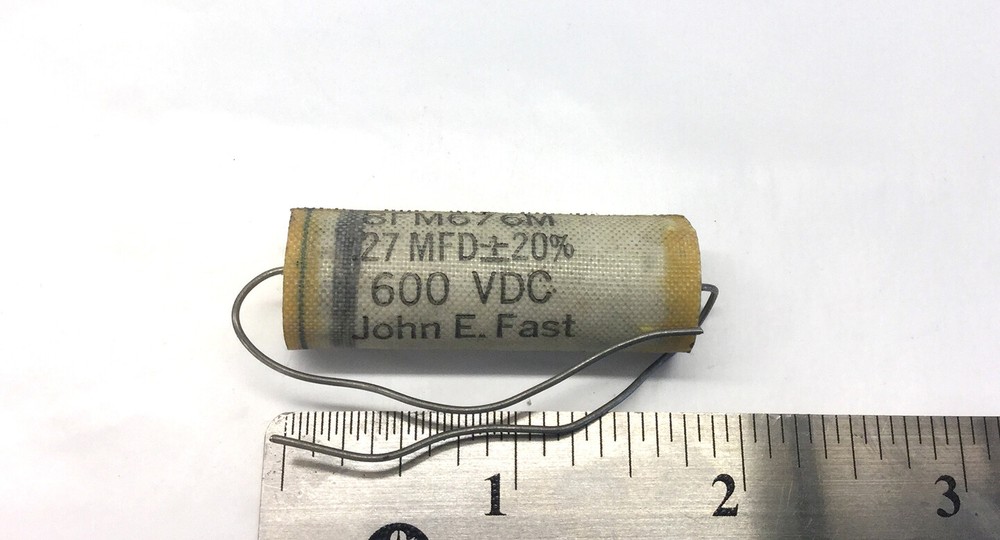 .27 MFD±20%
600 VDC
John E. Fast
1 2 3